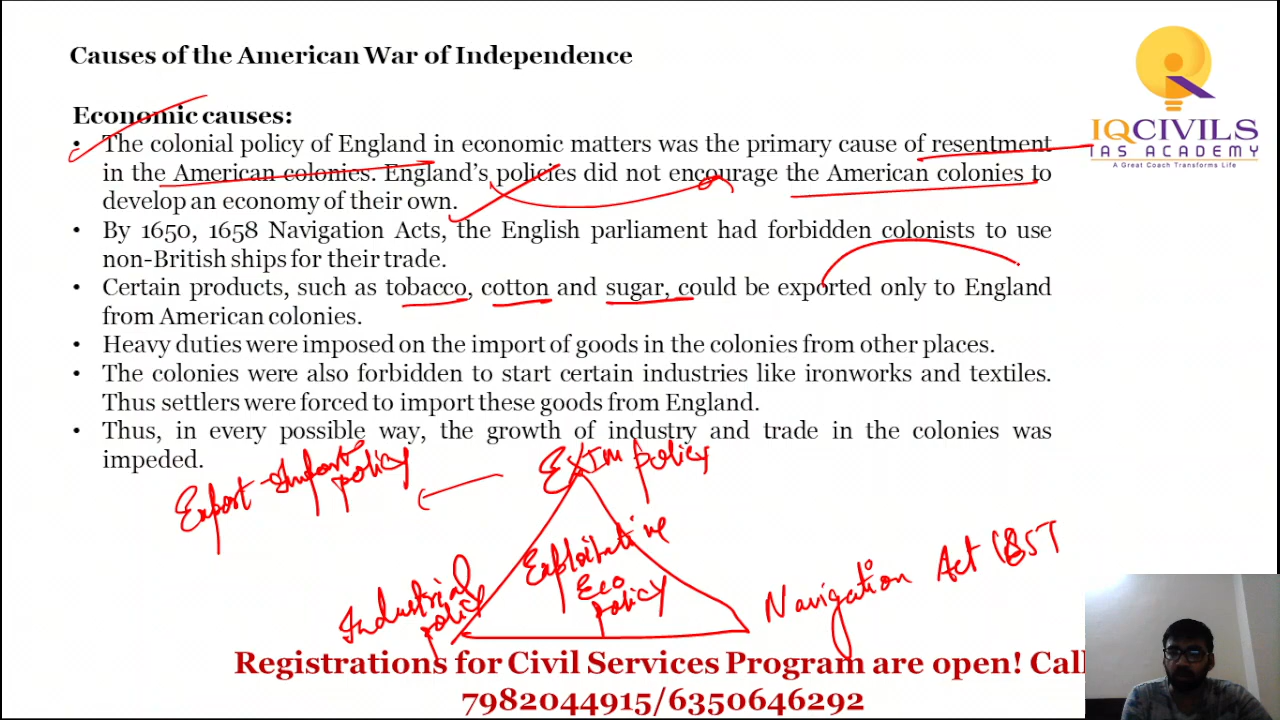 Causes of the American War of Independence
IQCIVILS
IAS ACADEMY
A Great Coach Transforms Life
Economic causes:
• The colonial policy of England in economic matters was the primary cause of resentment
in the American colonies. England's policies did not encourage the American colonies to
develop an economy of their own.
• By 1650, 1658 Navigation Acts, the English parliament had forbidden colonists to use
non-British ships for their trade.
• Certain products, such as tobacco, cotton and sugar, could be exported only to England
from American colonies.
• Heavy duties were imposed on the import of goods in the colonies from other places.
• The colonies were also forbidden to start certain industries like ironworks and textiles.
Thus settlers were forced to import these goods from England.
• Thus, in every possible way, the growth of industry and trade in the colonies was
impeded.
Export-Import
policy
EXIM policy
Exploitative
Eco
policy
Industrial
policy
Navigation Act
Registrations for Civil Services Program are open! Call
7982044915/6350646292